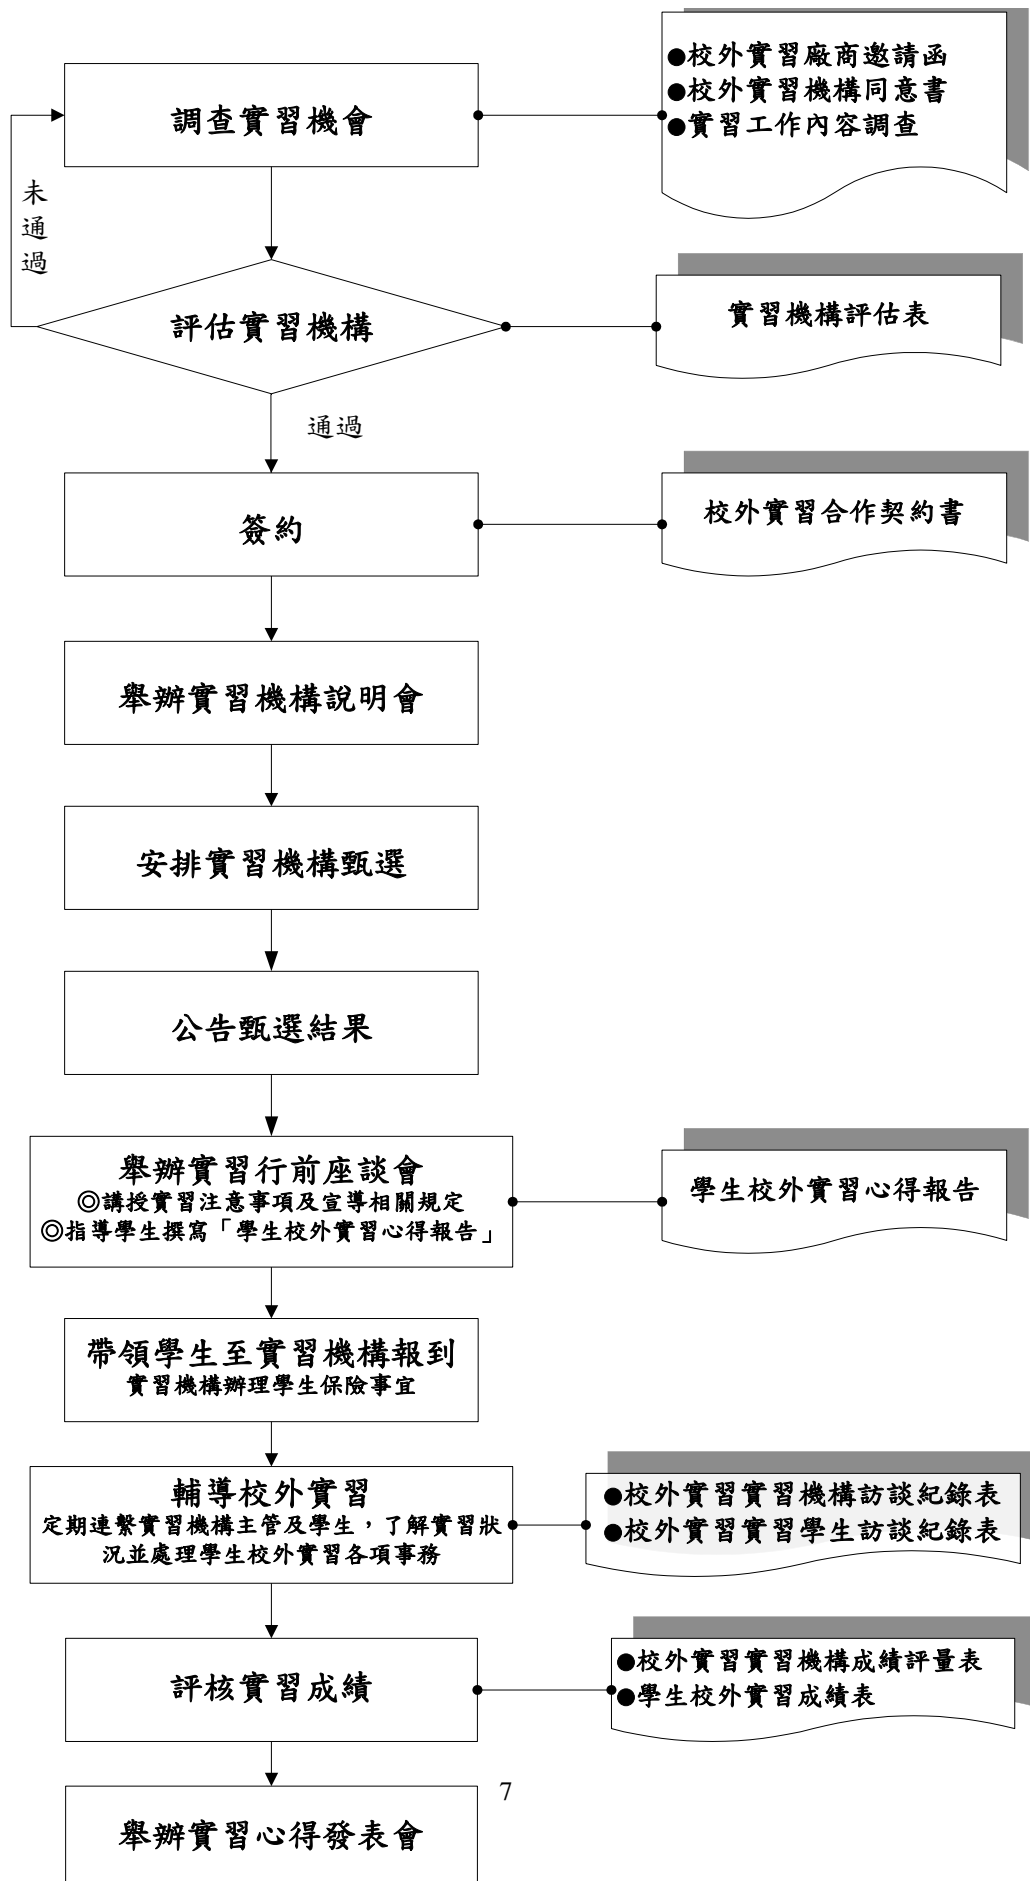 調查實習機會
●校外實習廠商邀請函
●校外實習機構同意書
●實習工作內容調查
未
通
過
評估實習機構
實習機構評估表
通過
簽約
校外實習合作契約書
舉辦實習機構說明會
安排實習機構甄選
公告甄選結果
舉辦實習行前座談會
◎講授實習注意事項及宣導相關規定
◎指導學生撰寫「學生校外實習心得報告」
學生校外實習心得報告
帶領學生至實習機構報到
實習機構辦理學生保險事宜
輔導校外實習
定期連繫實習機構主管及學生，了解實習狀
況並處理學生校外實習各項事務
●校外實習實習機構訪談紀錄表
●校外實習實習學生訪談紀錄表
評核實習成績
●校外實習實習機構成績評量表
●學生校外實習成績表
7
舉辦實習心得發表會